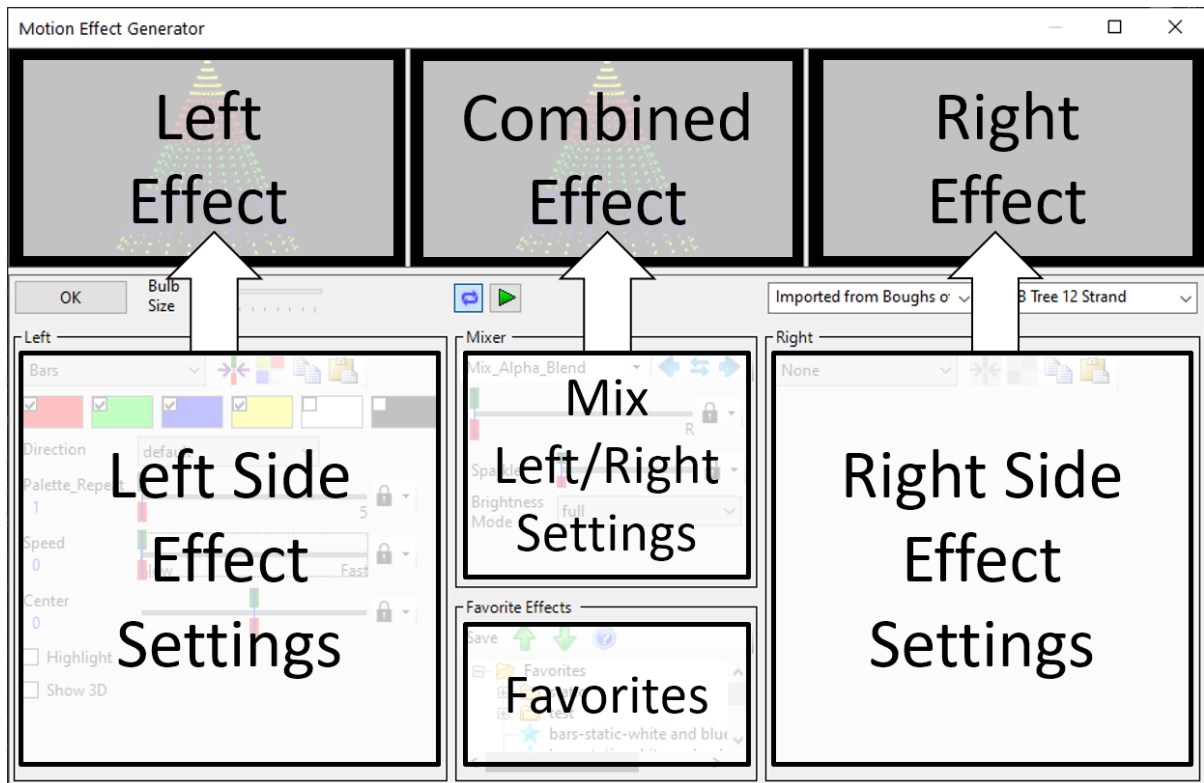 Motion Effect Generator
Left
Effect
Combined
Effect
Right
Effect
OK
Bulb
Size
Imported from Boughs o
B Tree 12 Strand
Left
Bars
Direction
default
Palette_Repeat
1
5
Speed
0
Slow
Fast
Center
0
Highlight
Show 3D
Left Side
Effect
Settings
Mixer
Mix_Alpha_Blend
R
Sparkle
Brightness
Mode
full
Mix
Left/Right
Settings
Favorite Effects
Save
Favorites
test
bars-static-white and blue
Favorites
Right
None
Right Side
Effect
Settings